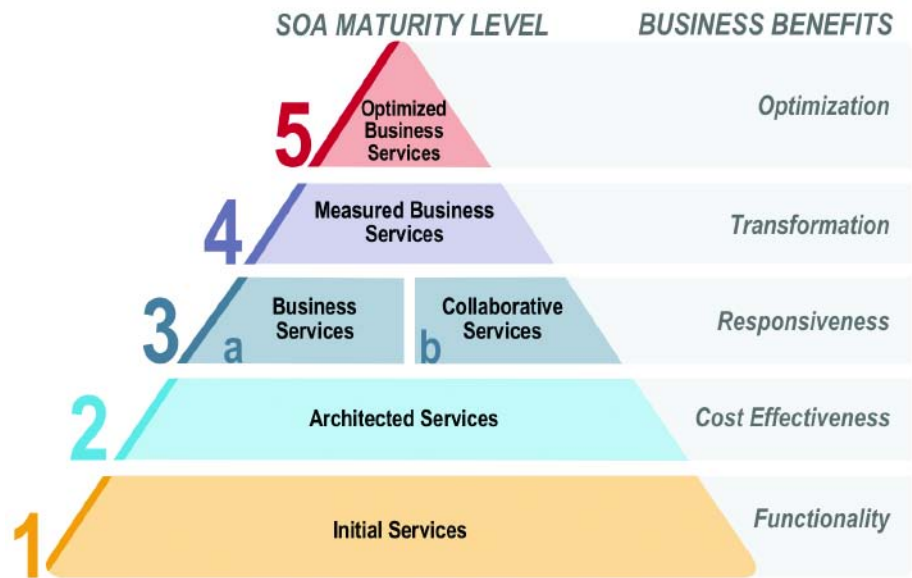 SOA MATURITY LEVEL BUSINESS BENEFITS
5
Optimized
Business
Services
Optimization
4
Measured Business
Services
Transformation
3
a
Business
Services
b
Collaborative
Services
Responsiveness
2
Architected Services
Cost Effectiveness
1
Initial Services
Functionality